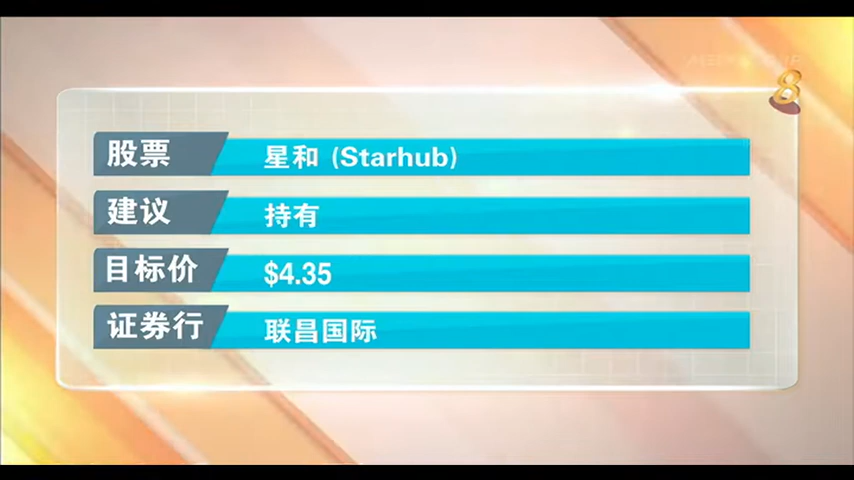 8
股票 星和 (Starhub)
建议 持有
目标价 $4.35
证券行 联昌国际